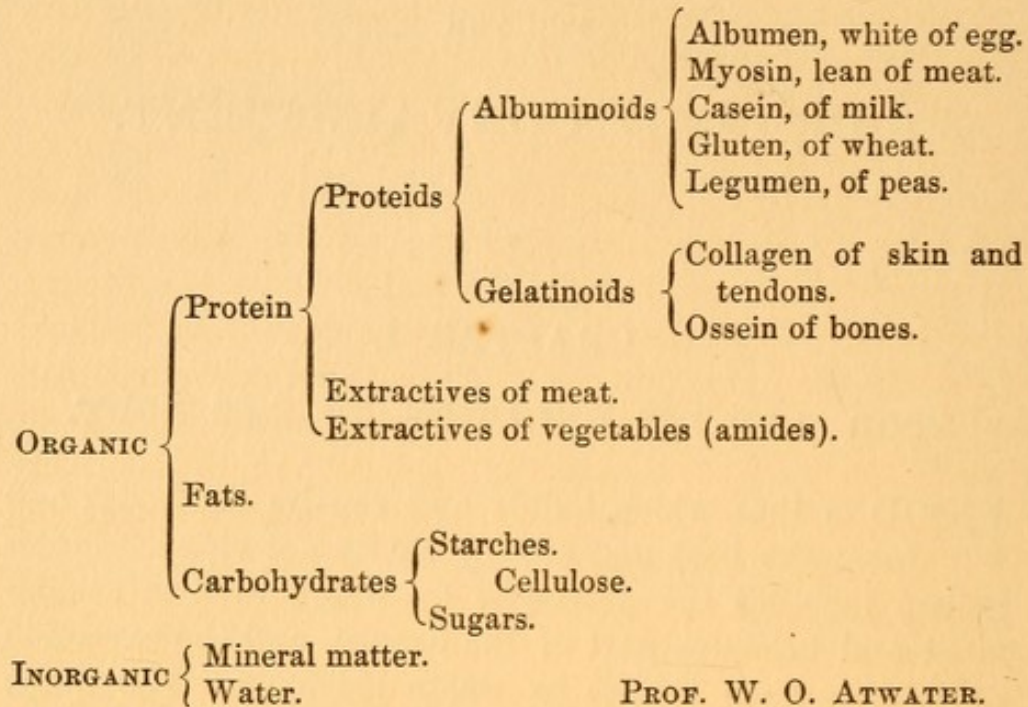 Albumen, white of egg.
Myosin, lean of meat.
Albuminoids Casein, of milk.
Gluten, of wheat.
Proteids Legumen, of peas.
Collagen of skin and
Gelatinoids tendons.
Protein Ossein of bones.
Extractives of meat.
ORGANIC Extractives of vegetables (amides).
Fats.
Starches.
Carbohydrates Cellulose.
Sugars.
INORGANIC Mineral matter.
Water. PROF. W. O. ATWATER.